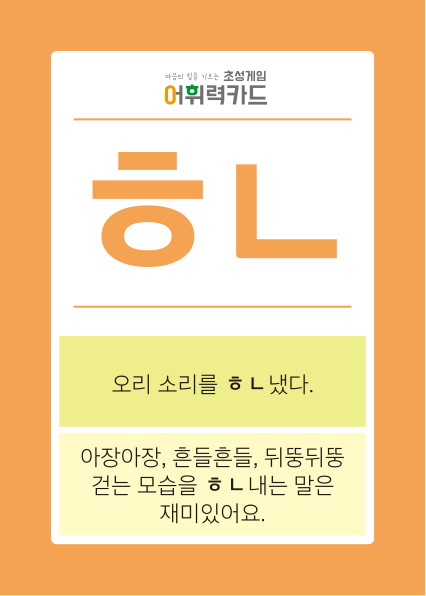 마음의 힘을 기르는 초성게임
어휘력카드
ㅎㄴ
오리 소리를 ㅎㄴ냈다.
아장아장, 흔들흔들, 뒤뚱뒤뚱
걷는 모습을 ㅎㄴ내는 말은
재미있어요.